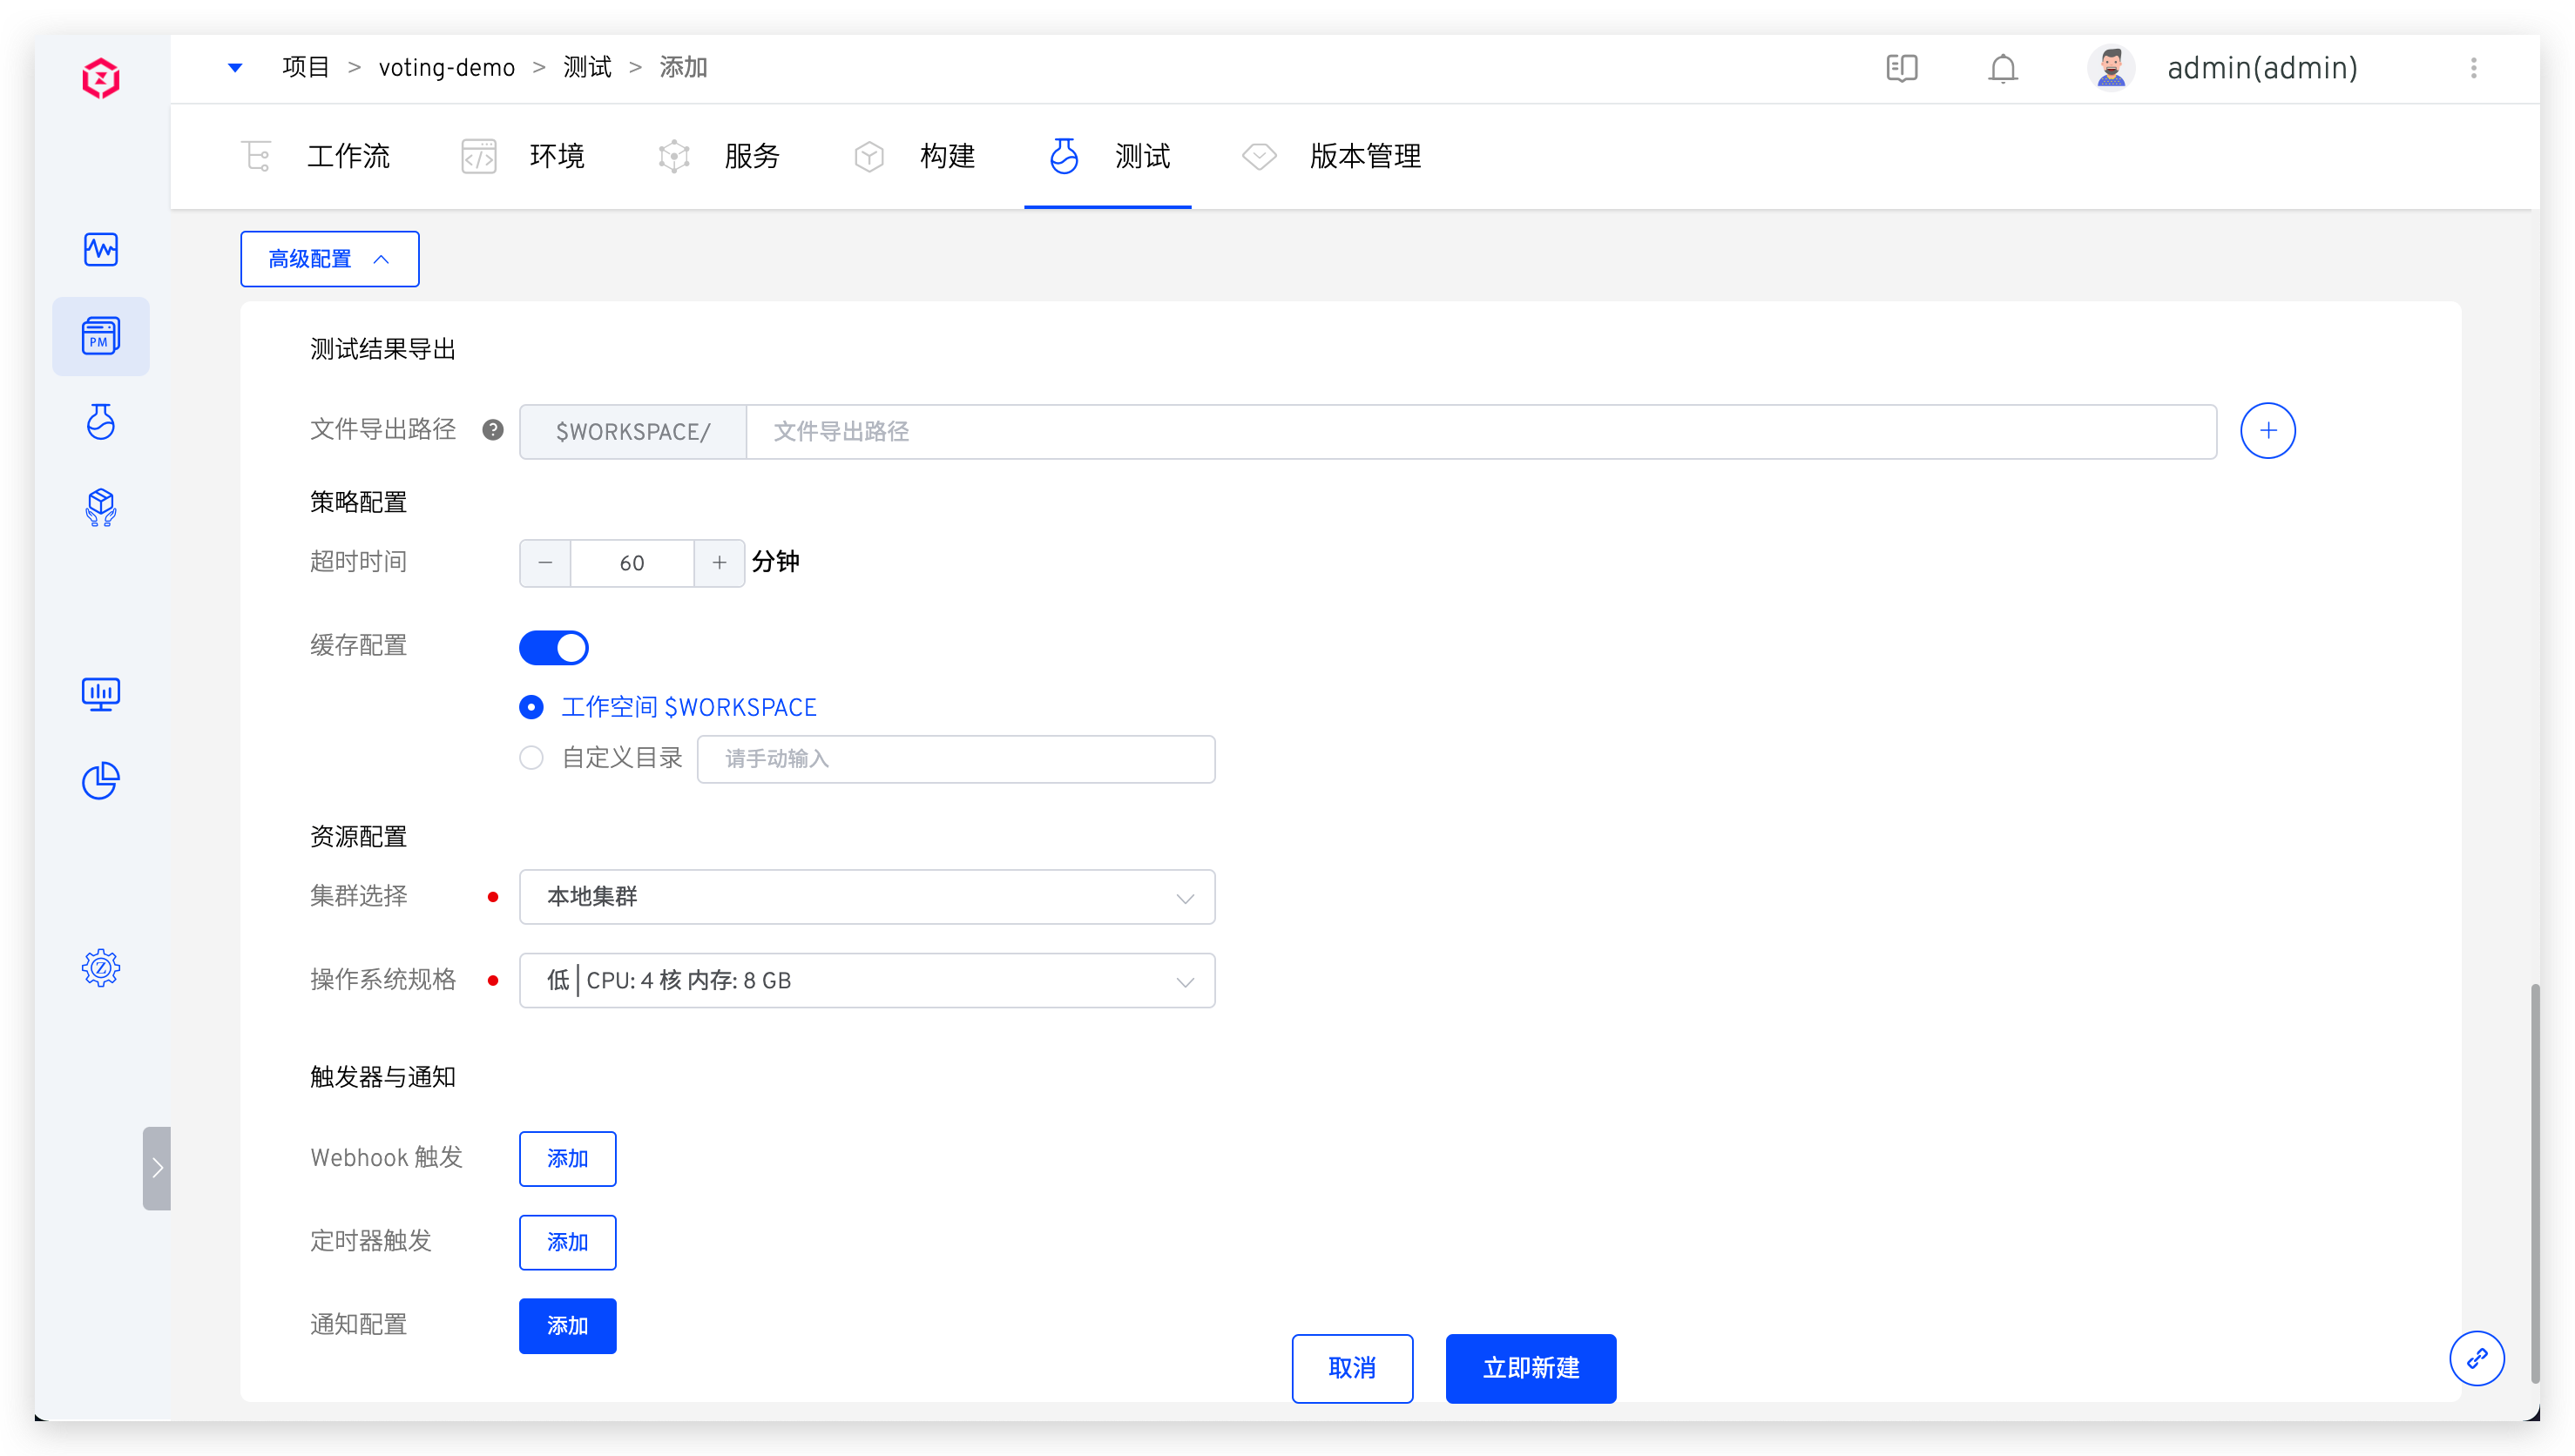 项目 > voting-demo > 测试 > 添加
admin(admin)
工作流 环境 服务 构建 测试 版本管理
高级配置
PM
测试结果导出
文件导出路径 ? $WORKSPACE/ 文件导出路径
策略配置
超时时间 − 60 + 分钟
缓存配置
工作空间 $WORKSPACE
自定义目录 请手动输入
资源配置
集群选择 本地集群
操作系统规格 低 | CPU: 4 核 内存: 8 GB
触发器与通知
Webhook 触发 添加
定时器触发 添加
通知配置 添加
取消 立即新建